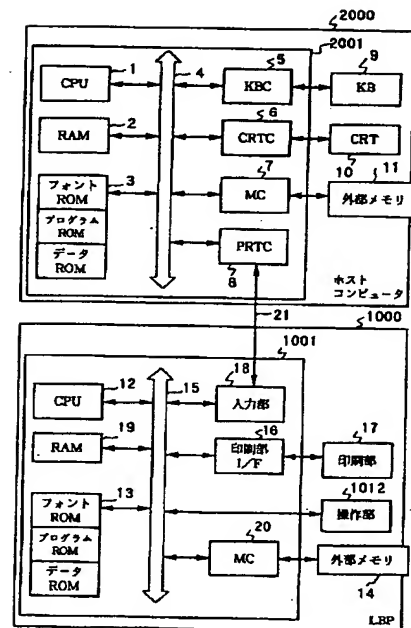 2000
2001
CPU
1
4
5
KBC
9
KB
RAM
2
6
CRTC
CRT
10
フォント
ROM
3
プログラム
ROM
データ
ROM
7
MC
11
外部メモリ
PRTC
8
ホスト
コンピュータ
21
1000
1001
CPU
12
15
18
入力部
RAM
19
16
印刷部
I/F
17
印刷部
フォント
ROM
13
プログラム
ROM
データ
ROM
1012
操作部
20
MC
外部メモリ
14
LBP